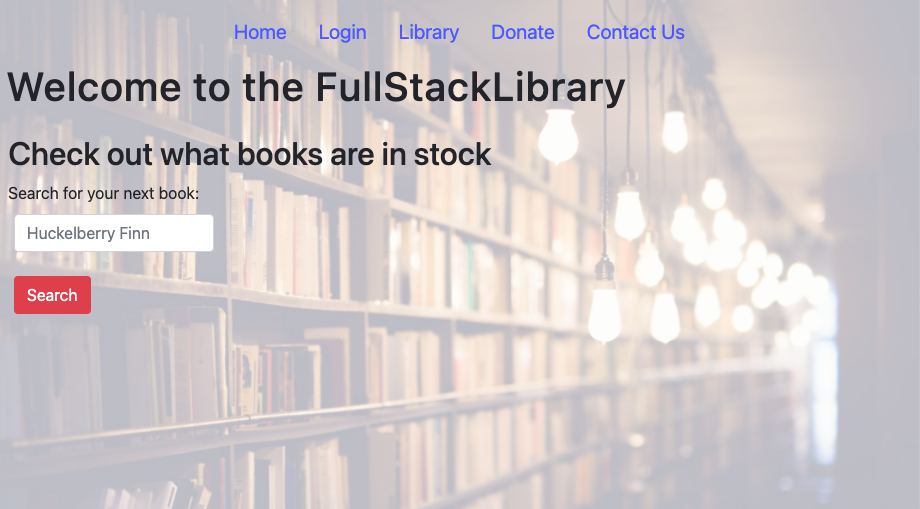 Home Login Library Donate Contact Us
Welcome to the FullStackLibrary
Check out what books are in stock
Search for your next book:
Huckelberry Finn
Search